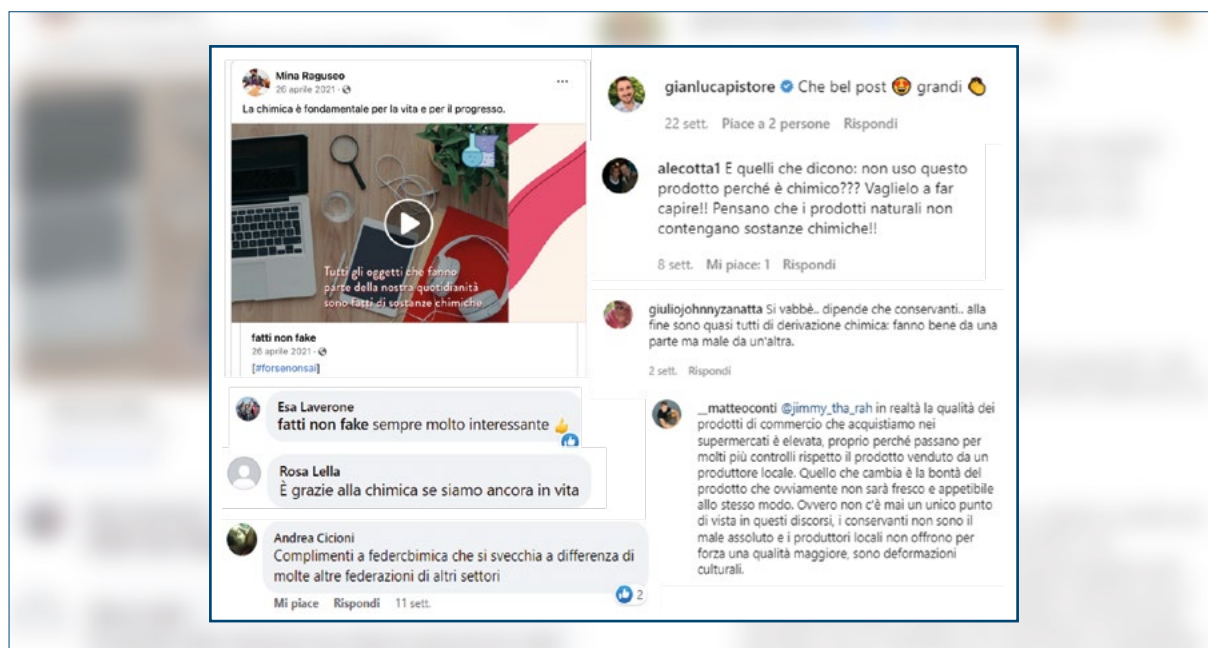 Mina Raguseo
26 aprile 2021 ·
La chimica è fondamentale per la vita e per il progresso.
Tutti gli oggetti che fanno
parte della nostra quotidianità
sono fatti di sostanze chimiche
fatti non fake
26 aprile 2021 ·
[#forsenonsai]
Esa Laverone
fatti non fake sempre molto interessante 👍
Rosa Lella
È grazie alla chimica se siamo ancora in vita
Andrea Cicioni
Complimenti a federcbimica che si svecchia a differenza di
molte altre federazioni di altri settori
Mi piace Rispondi 11 sett.
2
gianlucapistore Che bel post 😍 grandi 👏
22 sett. Piace a 2 persone Rispondi
alecotta1 E quelli che dicono: non uso questo
prodotto perché è chimico??? Vaglielo a far
capire!! Pensano che i prodotti naturali non
contengano sostanze chimiche!!
8 sett. Mi piace: 1 Rispondi
giuliojohnnyzanatta Si vabbè.. dipende che conservanti.. alla
fine sono quasi tutti di derivazione chimica: fanno bene da una
parte ma male da un'altra.
2 sett. Rispondi
__matteoconti @jimmy_tha_rah in realtà la qualità dei
prodotti di commercio che acquistiamo nei
supermercati è elevata, proprio perché passano per
molti più controlli rispetto il prodotto venduto da un
produttore locale. Quello che cambia è la bontà del
prodotto che ovviamente non sarà fresco e appetibile
allo stesso modo. Ovvero non c'è mai un unico punto
di vista in questi discorsi, i conservanti non sono il
male assoluto e i produttori locali non offrono per
forza una qualità maggiore, sono deformazioni
culturali.